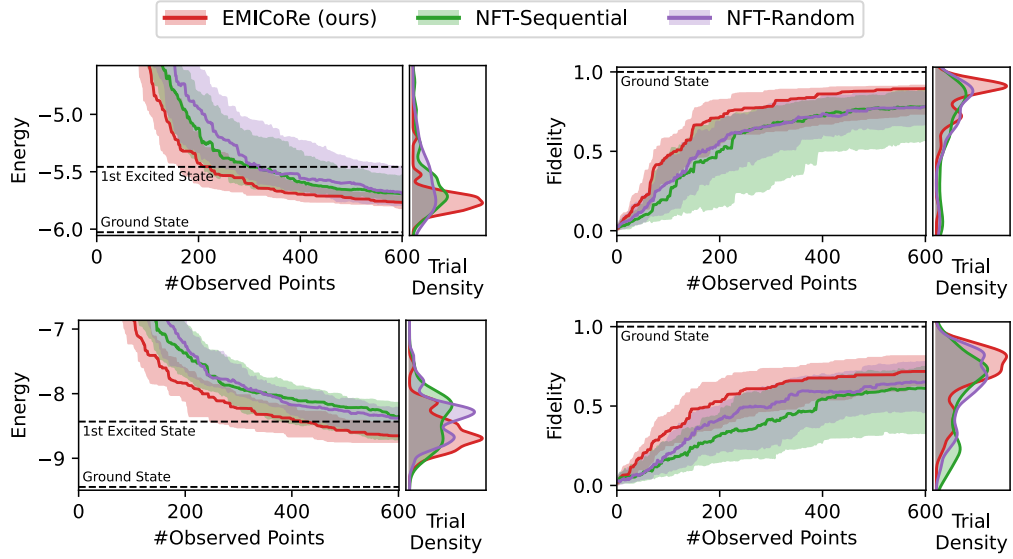 EMICoRe (ours) NFT-Sequential NFT-Random
Energy
−5.0
−5.5
−6.0
1st Excited State
Ground State
0 200 400 600
#Observed Points
Trial
Density
Fidelity
1.0
0.5
0.0
Ground State
0 200 400 600
#Observed Points
Trial
Density
Energy
−7
−8
−9
1st Excited State
Ground State
0 200 400 600
#Observed Points
Trial
Density
Fidelity
1.0
0.5
0.0
Ground State
0 200 400 600
#Observed Points
Trial
Density